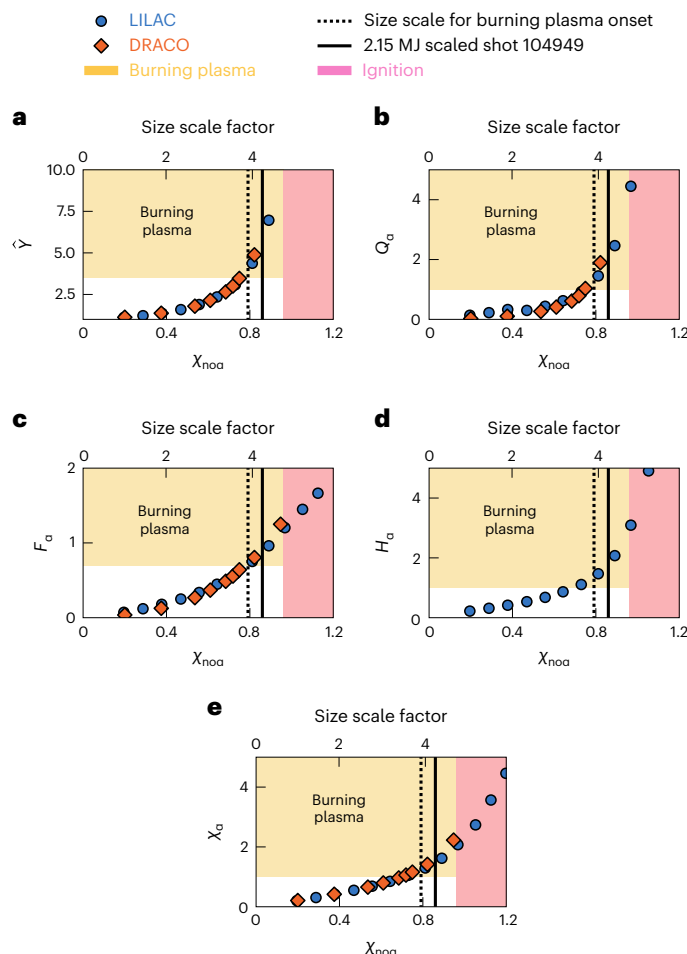 LILAC
Size scale for burning plasma onset
DRACO
2.15 MJ scaled shot 104949
Burning plasma
Ignition
a
Size scale factor
0 2 4
10.0
7.5
5.0
2.5
Ŷ
Burning
plasma
0 0.4 0.8 1.2
χnoα
b
Size scale factor
0 2 4
4
2
0
Qα
Burning
plasma
0 0.4 0.8 1.2
χnoα
c
Size scale factor
0 2 4
2
1
0
Fα
Burning
plasma
0 0.4 0.8 1.2
χnoα
d
Size scale factor
0 2 4
4
2
0
Hα
Burning
plasma
0 0.4 0.8 1.2
χnoα
e
Size scale factor
0 2 4
4
2
0
χα
Burning
plasma
0 0.4 0.8 1.2
χnoα